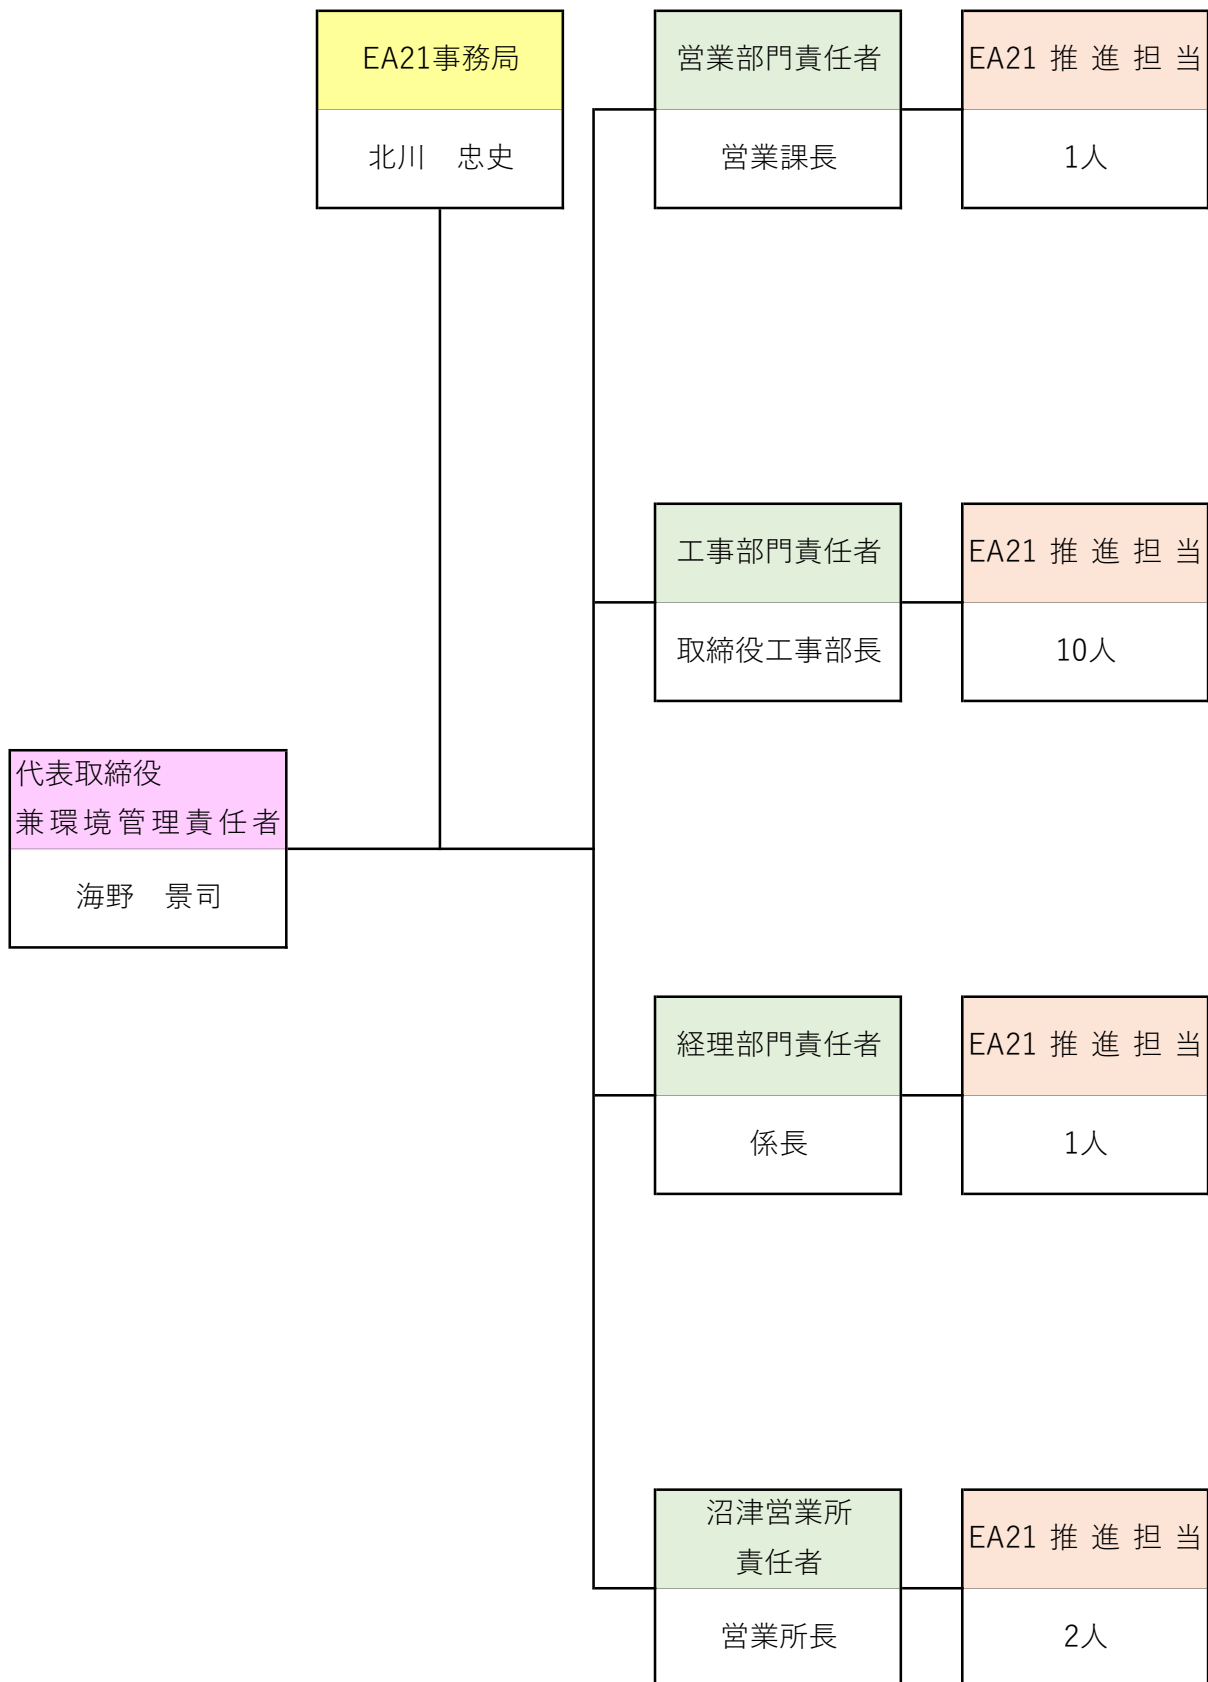 EA21事務局
北川　忠史
営業部門責任者
営業課長
EA21 推 進 担 当
1人
工事部門責任者
取締役工事部長
EA21 推 進 担 当
10人
代表取締役
兼環境管理責任者
海野　景司
経理部門責任者
係長
EA21 推 進 担 当
1人
沼津営業所
責任者
営業所長
EA21 推 進 担 当
2人